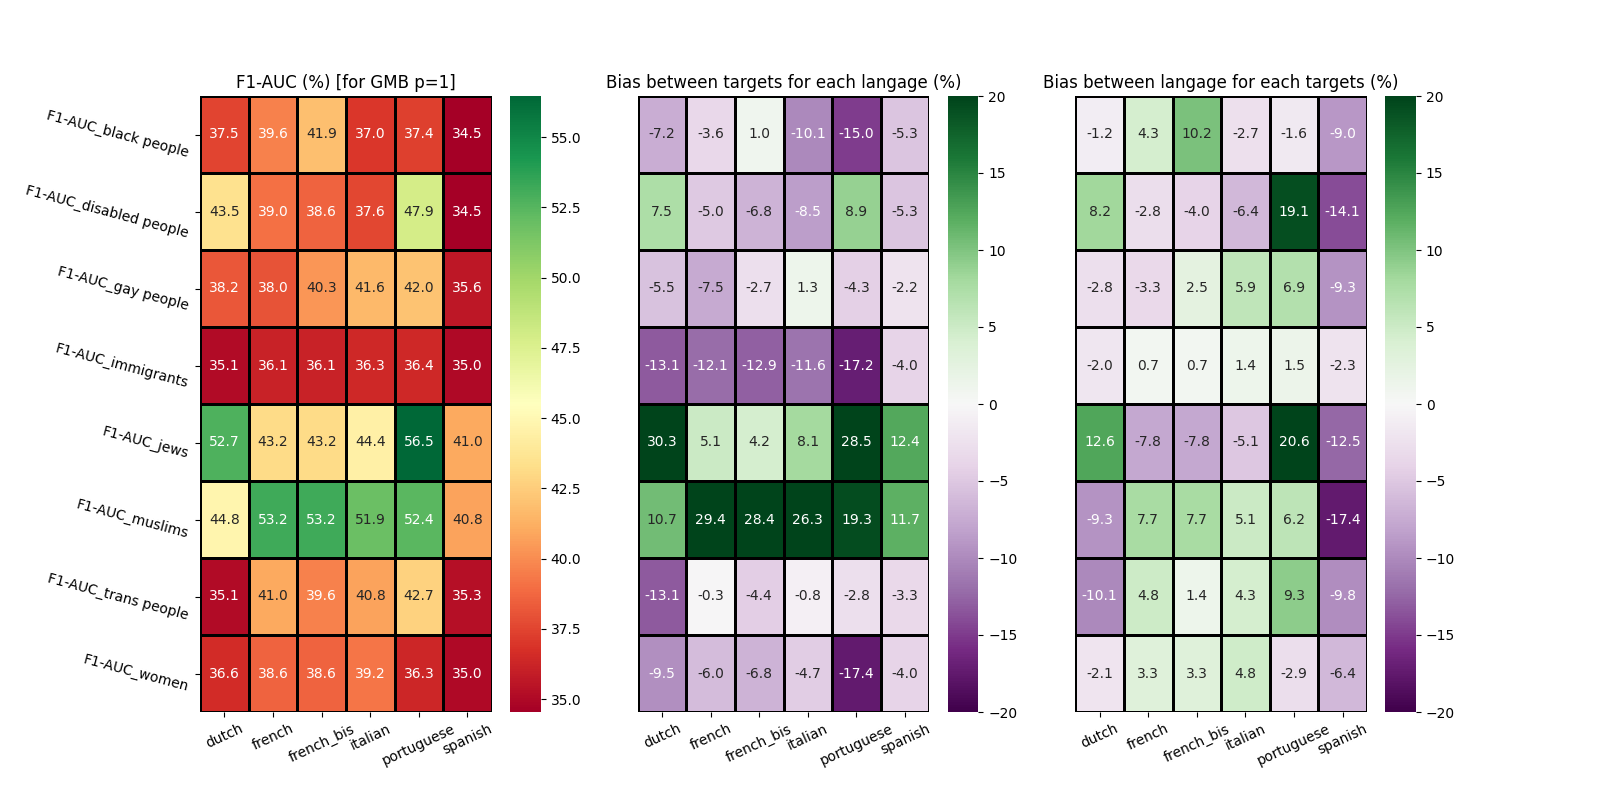 F1-AUC (%) [for GMB p=1]
Bias between targets for each langage (%)
Bias between langage for each targets (%)
F1-AUC_black people
37.5 39.6 41.9 37.0 37.4 34.5
-7.2 -3.6 1.0 -10.1 -15.0 -5.3
-1.2 4.3 10.2 -2.7 -1.6 -9.0
F1-AUC_disabled people
43.5 39.0 38.6 37.6 47.9 34.5
7.5 -5.0 -6.8 -8.5 8.9 -5.3
8.2 -2.8 -4.0 -6.4 19.1 -14.1
F1-AUC_gay people
38.2 38.0 40.3 41.6 42.0 35.6
-5.5 -7.5 -2.7 1.3 -4.3 -2.2
-2.8 -3.3 2.5 5.9 6.9 -9.3
F1-AUC_immigrants
35.1 36.1 36.1 36.3 36.4 35.0
-13.1 -12.1 -12.9 -11.6 -17.2 -4.0
-2.0 0.7 0.7 1.4 1.5 -2.3
F1-AUC_jews
52.7 43.2 43.2 44.4 56.5 41.0
30.3 5.1 4.2 8.1 28.5 12.4
12.6 -7.8 -7.8 -5.1 20.6 -12.5
F1-AUC_muslims
44.8 53.2 53.2 51.9 52.4 40.8
10.7 29.4 28.4 26.3 19.3 11.7
-9.3 7.7 7.7 5.1 6.2 -17.4
F1-AUC_trans people
35.1 41.0 39.6 40.8 42.7 35.3
-13.1 -0.3 -4.4 -0.8 -2.8 -3.3
-10.1 4.8 1.4 4.3 9.3 -9.8
F1-AUC_women
36.6 38.6 38.6 39.2 36.3 35.0
-9.5 -6.0 -6.8 -4.7 -17.4 -4.0
-2.1 3.3 3.3 4.8 -2.9 -6.4
dutch french french_bis italian portuguese spanish
dutch french french_bis italian portuguese spanish
dutch french french_bis italian portuguese spanish
55.0
52.5
50.0
47.5
45.0
42.5
40.0
37.5
35.0
20
15
10
5
0
−5
−10
−15
−20
20
15
10
5
0
−5
−10
−15
−20